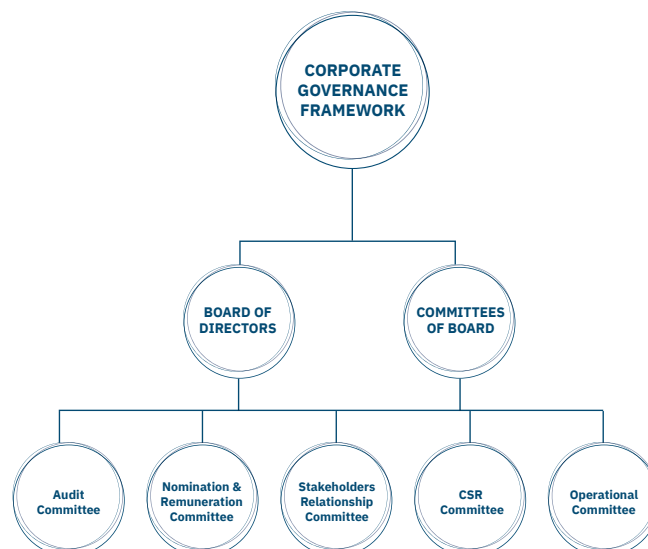 CORPORATE
GOVERNANCE
FRAMEWORK
BOARD OF
DIRECTORS
COMMITTEES
OF BOARD
Audit
Committee
Nomination &
Remuneration
Committee
Stakeholders
Relationship
Committee
CSR
Committee
Operational
Committee